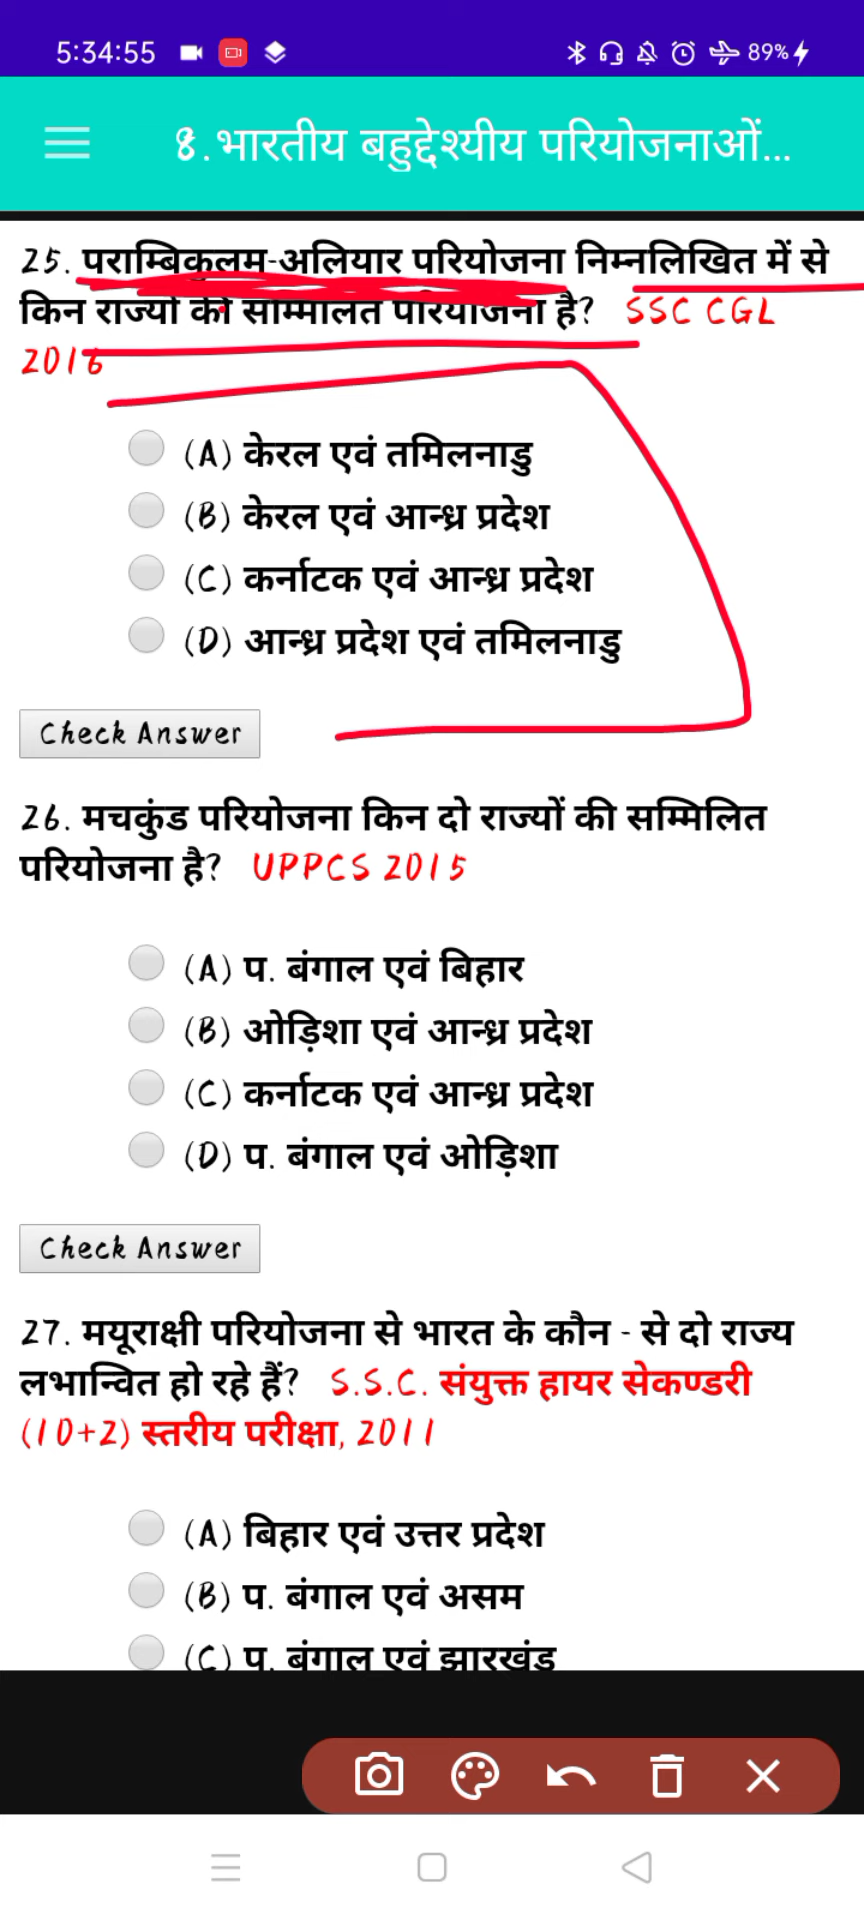 5:34:55 89%
8.भारतीय बहुद्देश्यीय परियोजनाओं...
25. पराम्बिकुलम-अलियार परियोजना निम्नलिखित में से
किन राज्यों की सम्मिलित परियोजना है? SSC CGL
2016
(A) केरल एवं तमिलनाडु
(B) केरल एवं आन्ध्र प्रदेश
(C) कर्नाटक एवं आन्ध्र प्रदेश
(D) आन्ध्र प्रदेश एवं तमिलनाडु
Check Answer
26. मचकुंड परियोजना किन दो राज्यों की सम्मिलित
परियोजना है? UPPCS 2015
(A) प. बंगाल एवं बिहार
(B) ओड़िशा एवं आन्ध्र प्रदेश
(C) कर्नाटक एवं आन्ध्र प्रदेश
(D) प. बंगाल एवं ओड़िशा
Check Answer
27. मयूराक्षी परियोजना से भारत के कौन - से दो राज्य
लभान्वित हो रहे हैं? S.S.C. संयुक्त हायर सेकण्डरी
(10+2) स्तरीय परीक्षा, 2011
(A) बिहार एवं उत्तर प्रदेश
(B) प. बंगाल एवं असम
(C) प. बंगाल एवं झारखंड